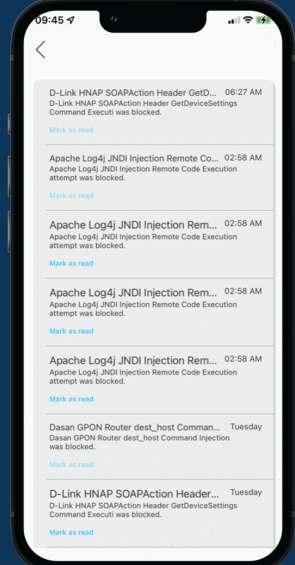 09:45
D-Link HNAP SOAPAction Header GetD... 06:27 AM
D-Link HNAP SOAPAction Header GetDeviceSettings
Command Executi was blocked.
Mark as read
Apache Log4j JNDI Injection Remote Co... 02:58 AM
Apache Log4j JNDI Injection Remote Code Execution
attempt was blocked.
Mark as read
Apache Log4j JNDI Injection Rem... 02:58 AM
Apache Log4j JNDI Injection Remote Code Execution
attempt was blocked.
Mark as read
Apache Log4j JNDI Injection Rem... 02:58 AM
Apache Log4j JNDI Injection Remote Code Execution
attempt was blocked.
Mark as read
Apache Log4j JNDI Injection Rem... 02:58 AM
Apache Log4j JNDI Injection Remote Code Execution
attempt was blocked.
Mark as read
Dasan GPON Router dest_host Comman... Tuesday
Dasan GPON Router dest_host Command Injection
was blocked.
Mark as read
D-Link HNAP SOAPAction Header... Tuesday
D-Link HNAP SOAPAction Header GetDeviceSettings
Command Executi was blocked.
Mark as read